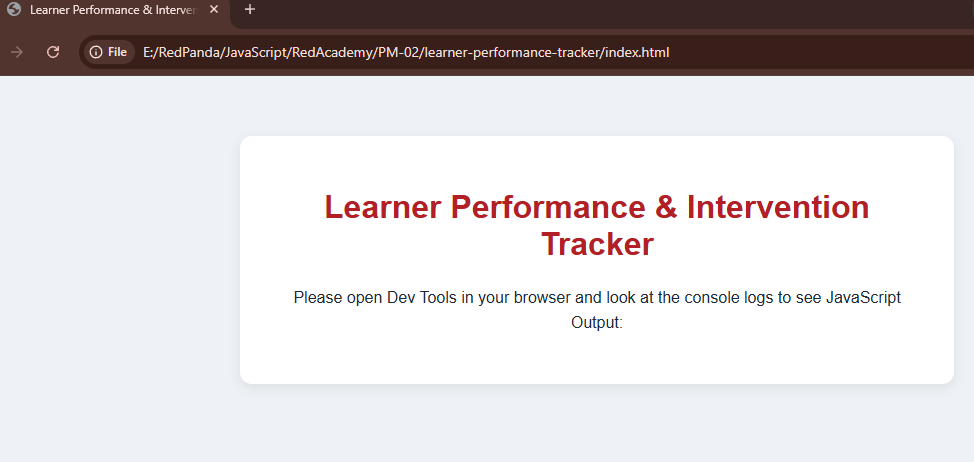 Learner Performance & Interven
File
E:/RedPanda/JavaScript/RedAcademy/PM-02/learner-performance-tracker/index.html
Learner Performance & Intervention
Tracker
Please open Dev Tools in your browser and look at the console logs to see JavaScript
Output: